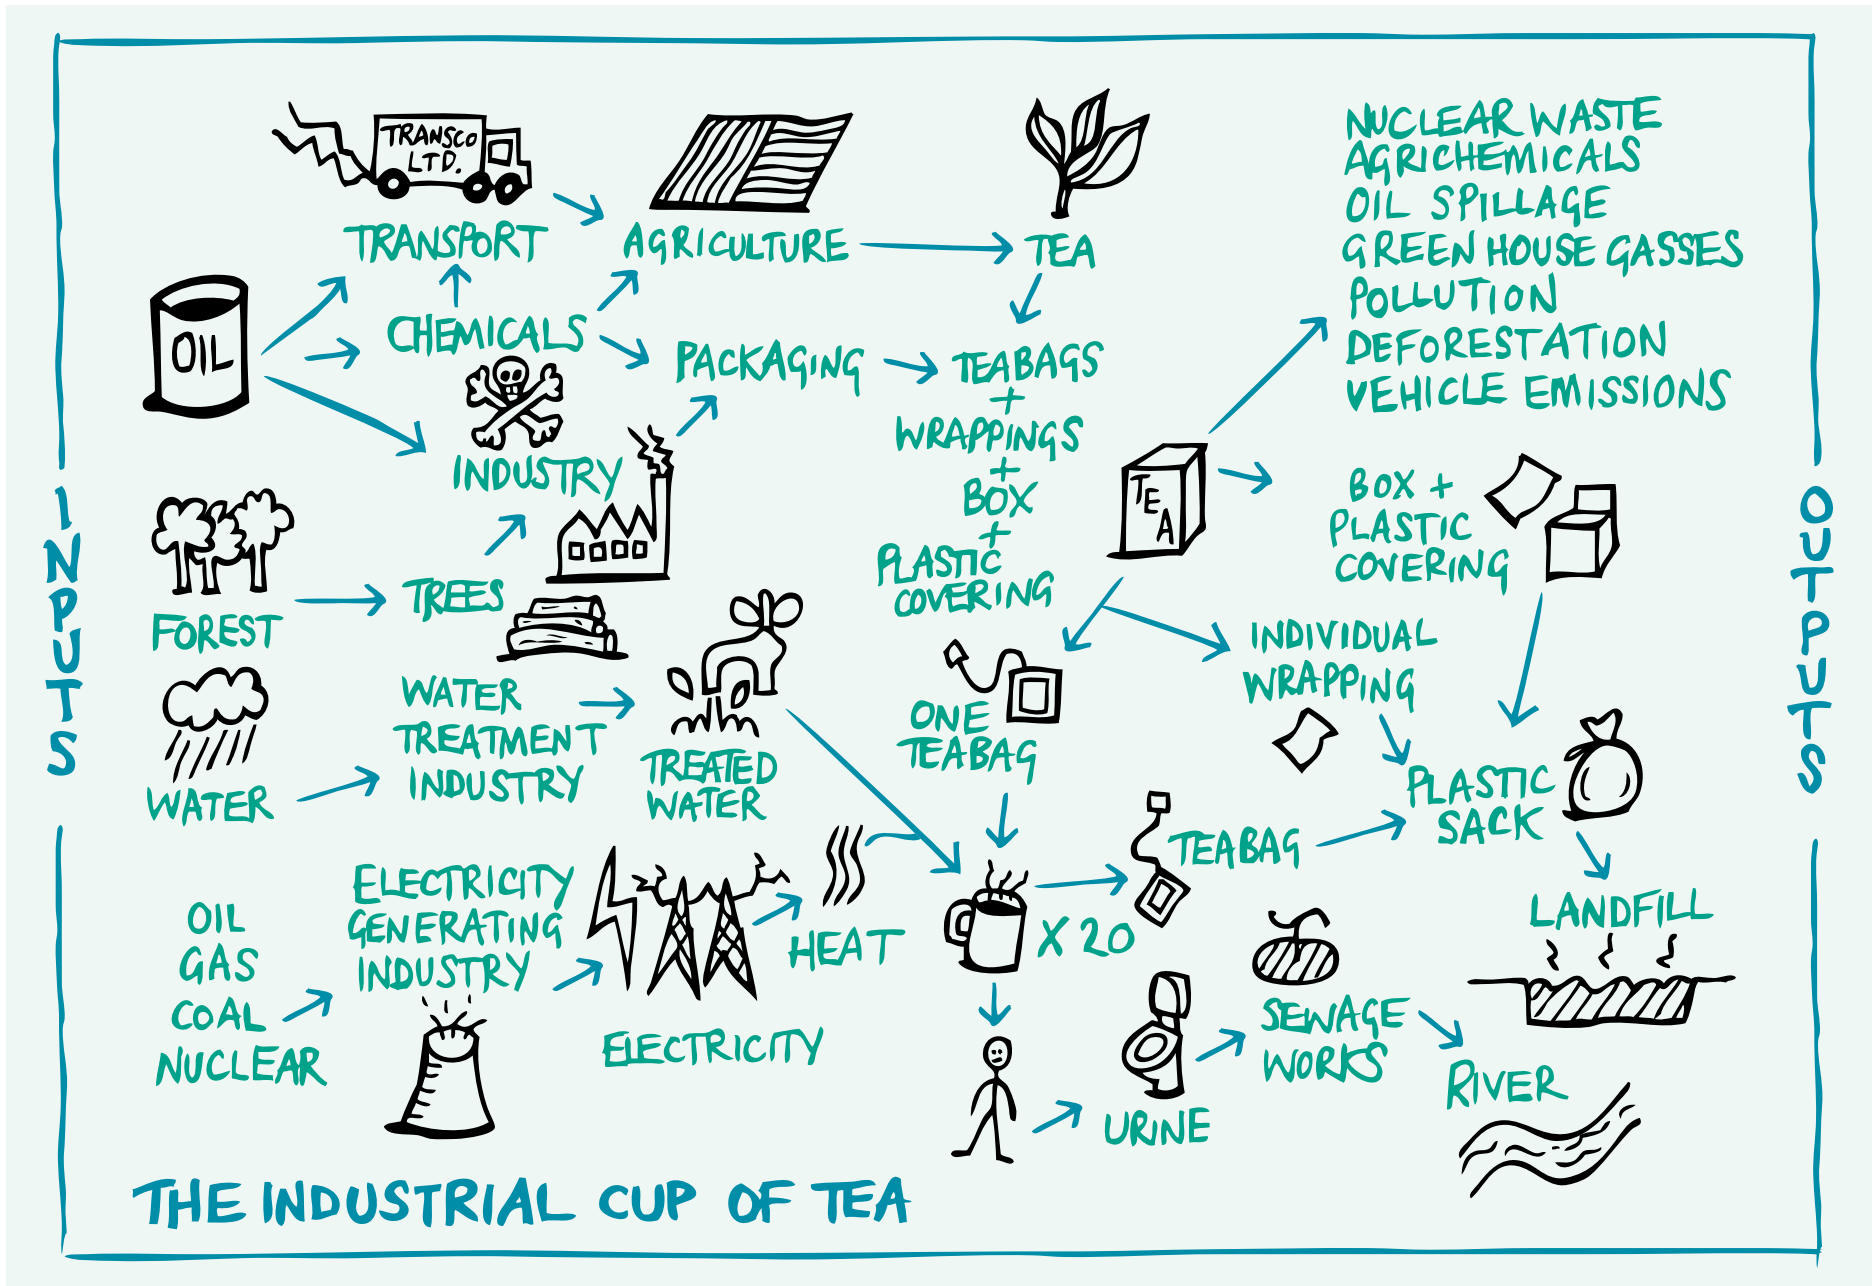 TRANSCO
LTD.
TRANSPORT
AGRICULTURE
TEA
NUCLEAR WASTE
AGRICHEMICALS
OIL SPILLAGE
GREEN HOUSE GASSES
POLLUTION
DEFORESTATION
VEHICLE EMISSIONS
OIL
CHEMICALS
PACKAGING
TEABAGS
+
WRAPPINGS
+
BOX
+
PLASTIC
COVERING
INDUSTRY
TEA
BOX +
PLASTIC
COVERING
INPUTS
OUTPUTS
FOREST
TREES
INDIVIDUAL
WRAPPING
WATER
WATER
TREATMENT
INDUSTRY
TREATED
WATER
ONE
TEABAG
PLASTIC
SACK
TEABAG
LANDFILL
OIL
GAS
COAL
NUCLEAR
ELECTRICITY
GENERATING
INDUSTRY
ELECTRICITY
HEAT
X 20
SEWAGE
WORKS
RIVER
URINE
THE INDUSTRIAL CUP OF TEA